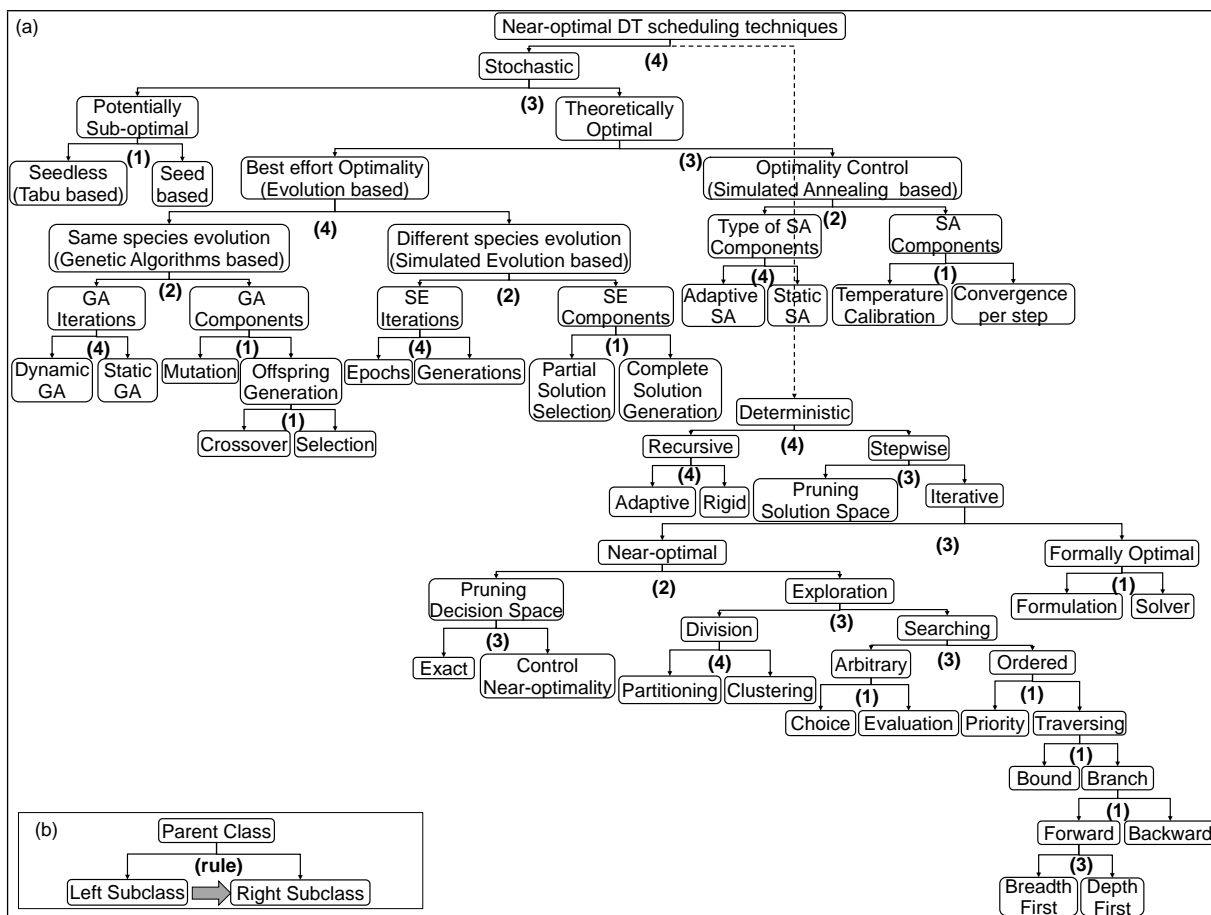 (a)
Near-optimal DT scheduling techniques
(4)
Stochastic
(3)
Potentially
Sub-optimal
Theoretically
Optimal
(1)
Seedless
(Tabu based)
Seed
based
(3)
Best effort Optimality
(Evolution based)
Optimality Control
(Simulated Annealing based)
(4)
(2)
Same species evolution
(Genetic Algorithms based)
Different species evolution
(Simulated Evolution based)
Type of SA
Components
SA
Components
(2)
(2)
(4)
(1)
GA
Iterations
GA
Components
SE
Iterations
SE
Components
Adaptive
SA
Static
SA
Temperature
Calibration
Convergence
per step
(4)
(1)
(4)
(1)
Dynamic
GA
Static
GA
Mutation
Offspring
Generation
Epochs
Generations
Partial
Solution
Selection
Complete
Solution
Generation
(1)
Crossover
Selection
Deterministic
(4)
Recursive
Stepwise
(4)
(3)
Adaptive
Rigid
Pruning
Solution Space
Iterative
(3)
Near-optimal
Formally Optimal
(2)
(1)
Pruning
Decision Space
Exploration
Formulation
Solver
(3)
(3)
Exact
Control
Near-optimality
Division
Searching
(4)
(3)
Partitioning
Clustering
Arbitrary
Ordered
(1)
(1)
Choice
Evaluation
Priority
Traversing
(1)
Bound
Branch
(1)
Forward
Backward
(3)
Breadth
First
Depth
First
(b)
Parent Class
(rule)
Left Subclass
Right Subclass